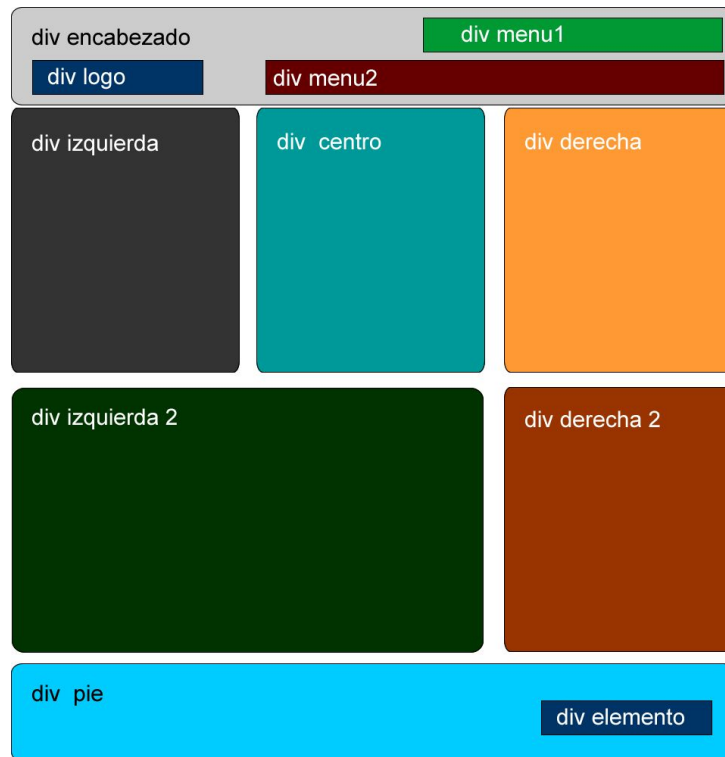 div encabezado
div menu1
div logo
div menu2
div izquierda
div centro
div derecha
div izquierda 2
div derecha 2
div pie
div elemento